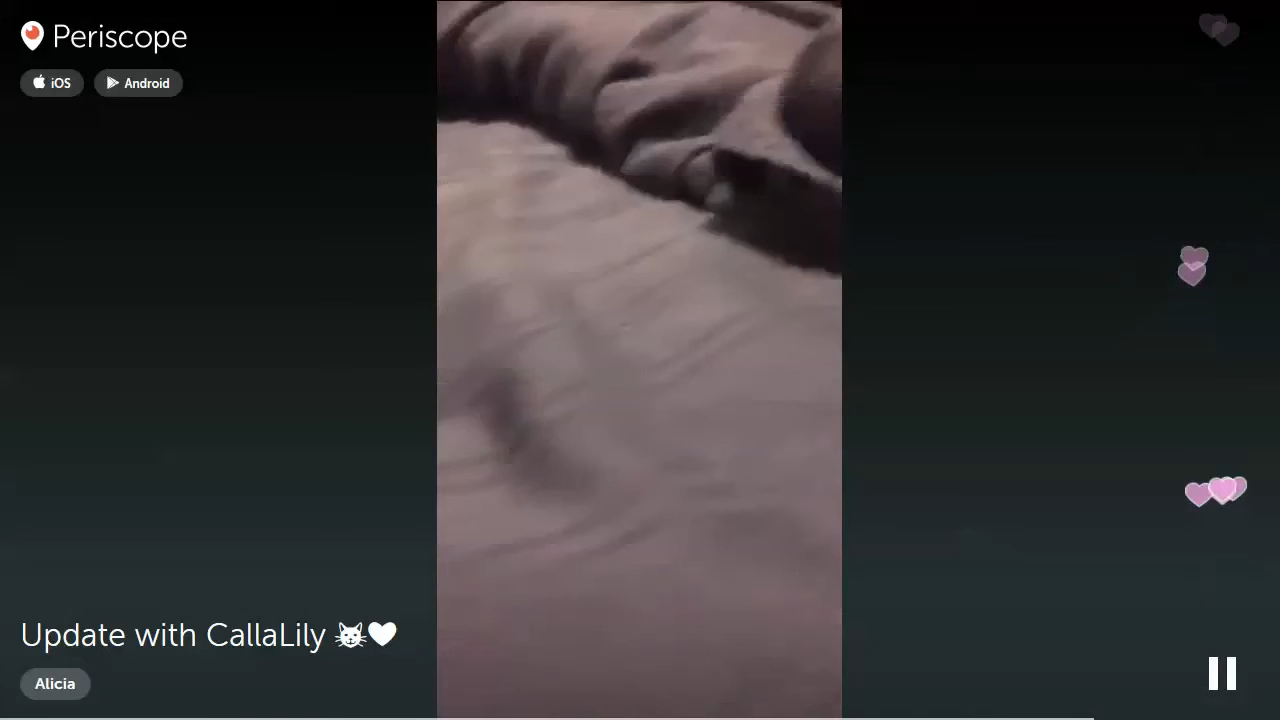 Periscope
iOS
Android
Update with CallaLily 🐱❤
Alicia